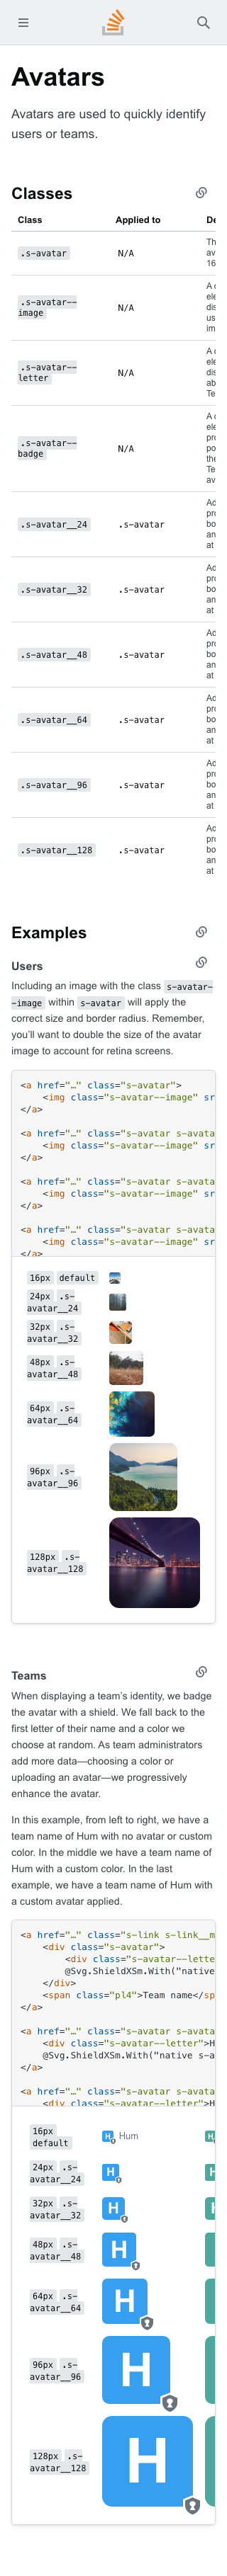 Avatars
Avatars are used to quickly identify
users or teams.
Classes
Class Applied to De
.s-avatar N/A Th
av
16
.s-avatar--
image N/A A c
ele
dis
us
im
.s-avatar--
letter N/A A c
ele
dis
ab
Te
.s-avatar--
badge N/A A c
ele
pro
po
the
Te
av
.s-avatar__24 .s-avatar Ad
pro
bo
an
at
.s-avatar__32 .s-avatar Ad
pro
bo
an
at
.s-avatar__48 .s-avatar Ad
pro
bo
an
at
.s-avatar__64 .s-avatar Ad
pro
bo
an
at
.s-avatar__96 .s-avatar Ad
pro
bo
an
at
.s-avatar__128 .s-avatar Ad
pro
bo
an
at
Examples
Users
Including an image with the class .s-avatar-
-image within .s-avatar will apply the
correct size and border radius. Remember,
you’ll want to double the size of the avatar
image to account for retina screens.
<a href="…" class="s-avatar">
<img class="s-avatar--image" sr
</a>
<a href="…" class="s-avatar s-avata
<img class="s-avatar--image" sr
</a>
<a href="…" class="s-avatar s-avata
<img class="s-avatar--image" sr
</a>
<a href="…" class="s-avatar s-avata
<img class="s-avatar--image" sr
</a>
16px default
24px .s-
avatar__24
32px .s-
avatar__32
48px .s-
avatar__48
64px .s-
avatar__64
96px .s-
avatar__96
128px .s-
avatar__128
Teams
When displaying a team’s identity, we badge
the avatar with a shield. We fall back to the
first letter of their name and a color we
choose at random. As team administrators
add more data—choosing a color or
uploading an avatar—we progressively
enhance the avatar.
In this example, from left to right, we have a
team name of Hum with no avatar or custom
color. In the middle we have a team name of
Hum with a custom color. In the last
example, we have a team name of Hum with
a custom avatar applied.
<a href="…" class="s-link s-link__m
<div class="s-avatar">
<div class="s-avatar--lette
@Svg.ShieldXSm.With("native
</div>
<span class="pl4">Team name</sp
</a>
<a href="…" class="s-avatar s-avata
<div class="s-avatar--letter">H
@Svg.ShieldXSm.With("native s-a
</a>
<a href="…" class="s-avatar s-avata
<div class="s-avatar--letter">H
16px
default H Hum H
24px .s-
avatar__24 H
32px .s-
avatar__32 H
48px .s-
avatar__48 H
64px .s-
avatar__64 H
96px .s-
avatar__96 H
128px .s-
avatar__128 H